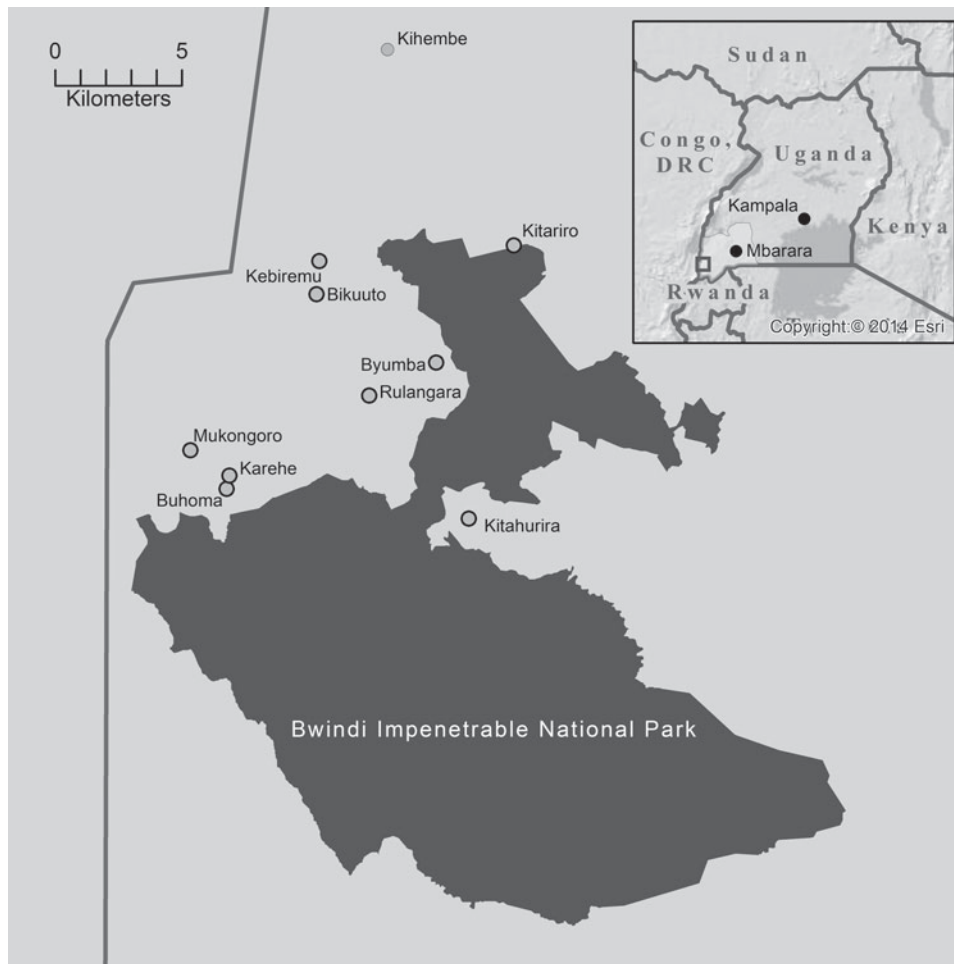 0 5
Kilometers
Kihembe
Sudan
Congo,
DRC
Uganda
Kampala
Kenya
Mbarara
Rwanda
Copyright:© 2014 Esri
Kitariro
Kebiremu
Bikuuto
Byumba
Rulangara
Mukongoro
Karehe
Buhoma
Kitahurira
Bwindi Impenetrable National Park